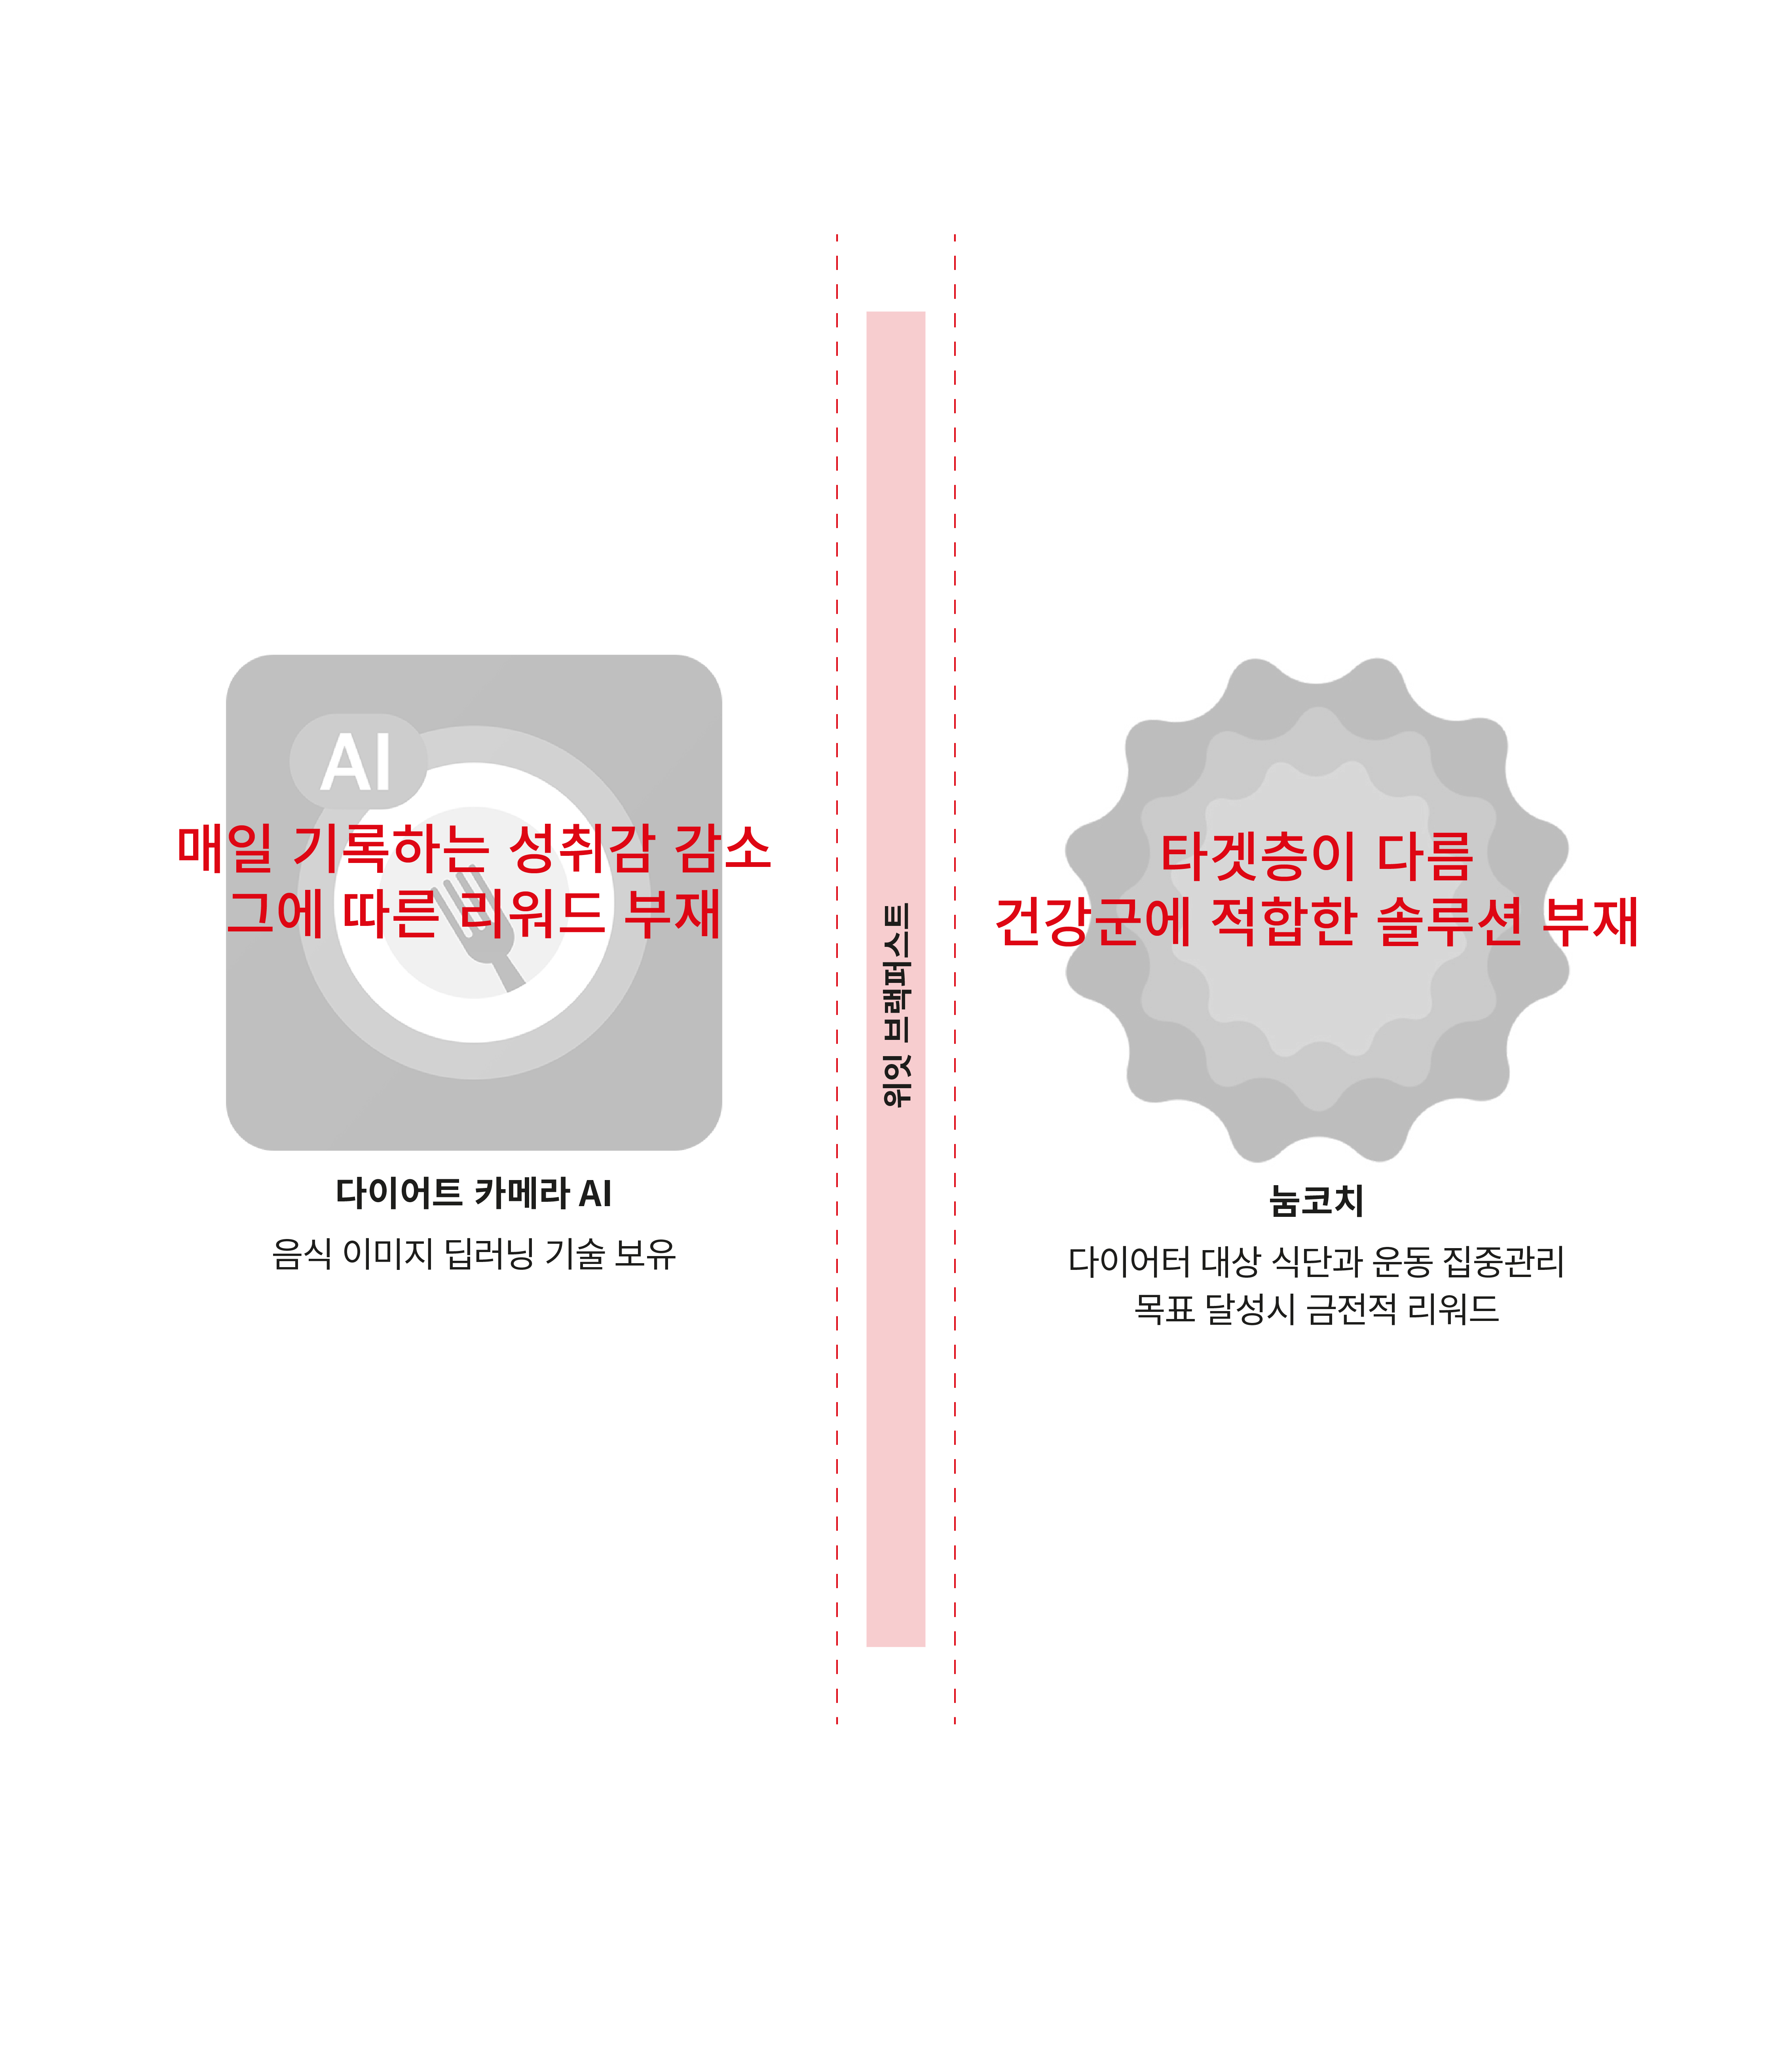 AI
매일 기록하는 성취감 감소
그에 따른 리워드 부재
다이어트 카메라 AI
음식 이미지 딥러닝 기술 보유
위잇 브랙퍼스트
타겟층이 다름
건강군에 적합한 솔루션 부재
눔코치
다이어터 대상 식단과 운동 집중관리
목표 달성시 금전적 리워드